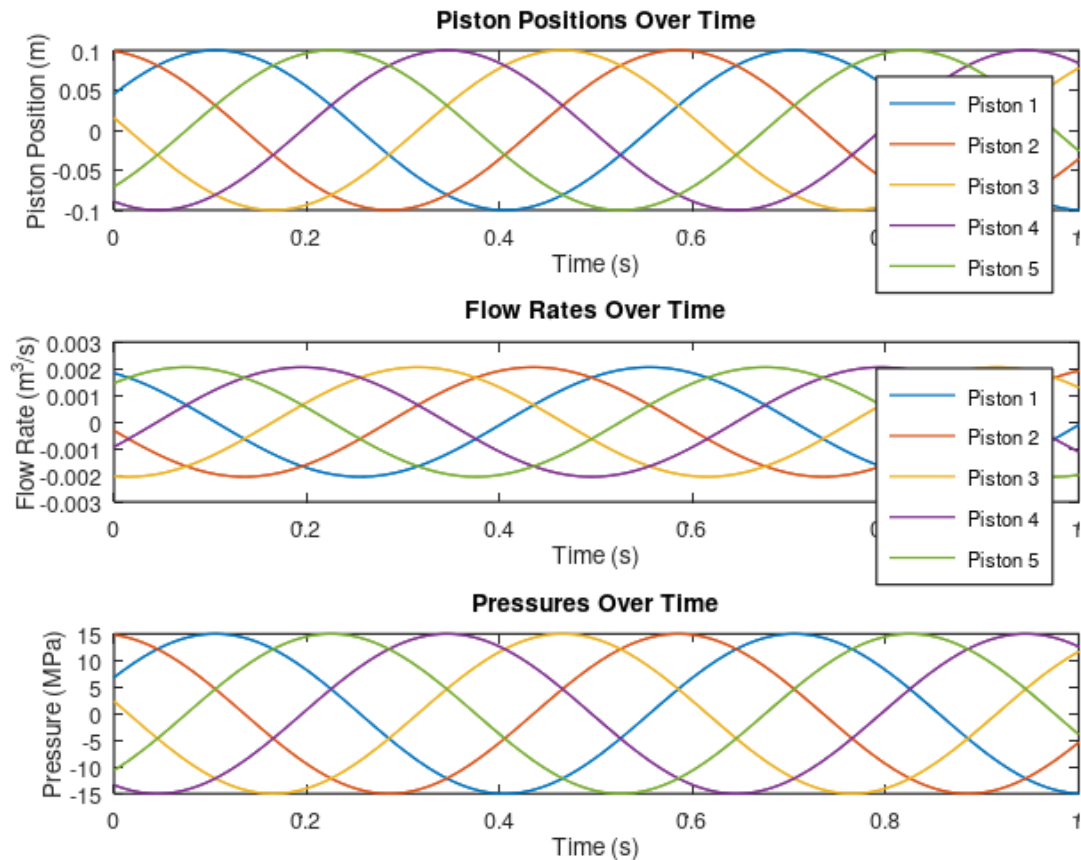 Piston Positions Over Time
Piston Position (m)
0.1
0.05
0
-0.05
-0.1
0
0.2
0.4
0.6
Time (s)
Piston 1
Piston 2
Piston 3
Piston 4
Piston 5
Flow Rates Over Time
Flow Rate (m³/s)
0.003
0.002
0.001
0
-0.001
-0.002
-0.003
0
0.2
0.4
0.6
Time (s)
Piston 1
Piston 2
Piston 3
Piston 4
Piston 5
Pressures Over Time
Pressure (MPa)
15
10
5
0
-5
-10
-15
0
0.2
0.4
0.6
0.8
1
Time (s)